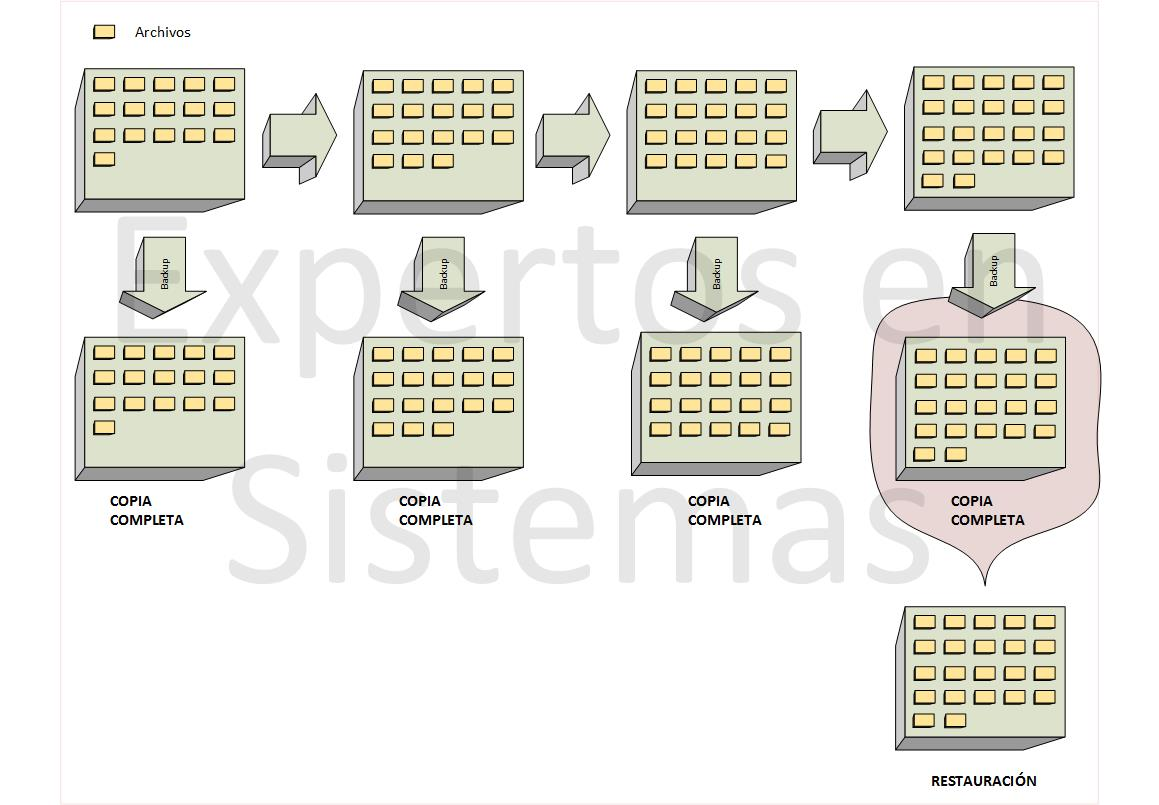 Archivos
Backup
Backup
Backup
Backup
Expertos en
Sistemas
COPIA
COMPLETA
COPIA
COMPLETA
COPIA
COMPLETA
COPIA
COMPLETA
RESTAURACIÓN